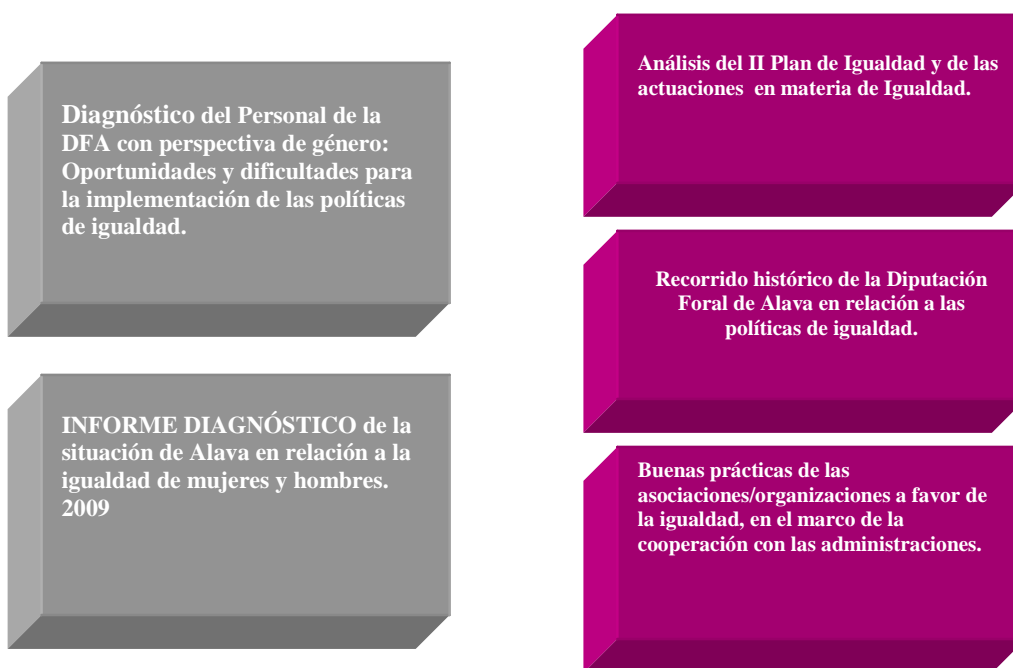 Diagnóstico del Personal de la
DFA con perspectiva de género:
Oportunidades y dificultades para
la implementación de las políticas
de igualdad.
INFORME DIAGNÓSTICO de la
situación de Alava en relación a la
igualdad de mujeres y hombres.
2009
Análisis del II Plan de Igualdad y de las
actuaciones en materia de Igualdad.
Recorrido histórico de la Diputación
Foral de Alava en relación a las
políticas de igualdad.
Buenas prácticas de las
asociaciones/organizaciones a favor de
la igualdad, en el marco de la
cooperación con las administraciones.